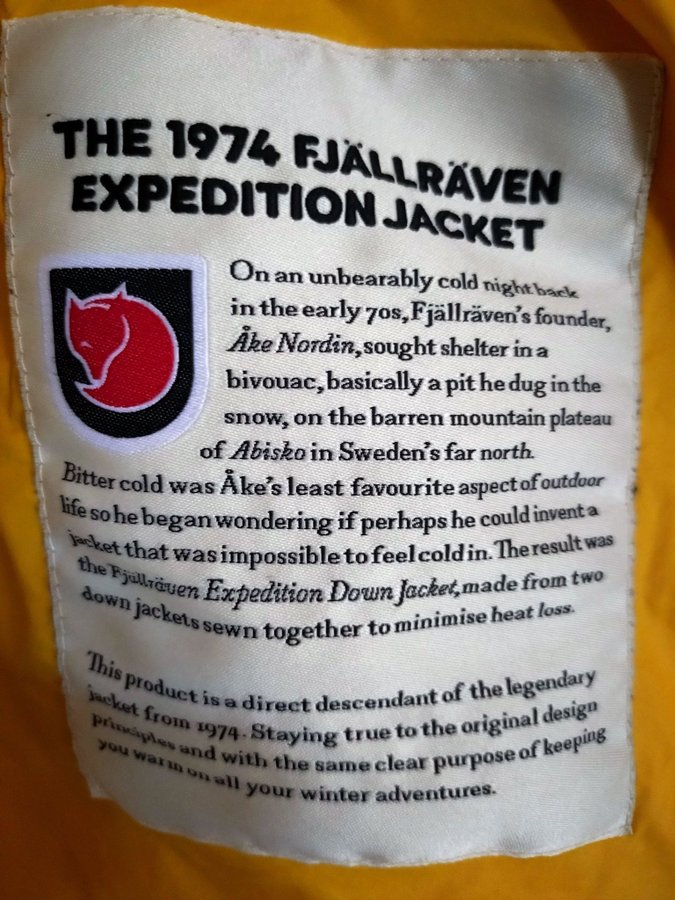 THE 1974 FJÄLLRÄVEN
EXPEDITION JACKET
On an unbearably cold night back
in the early 70s, Fjällräven's founder,
Åke Nordin, sought shelter in a
bivouac, basically a pit he dug in the
snow, on the barren mountain plateau
of Abisko in Sweden's far north.
Bitter cold was Åke's least favourite aspect of outdoor
life so he began wondering if perhaps he could invent a
jacket that was impossible to feel cold in. The result was
the Fjällräven Expedition Down Jacket, made from two
down jackets sewn together to minimise heat loss.
This product is a direct descendant of the legendary
jacket from 1974. Staying true to the original design
principles and with the same clear purpose of keeping
you warm on all your winter adventures.